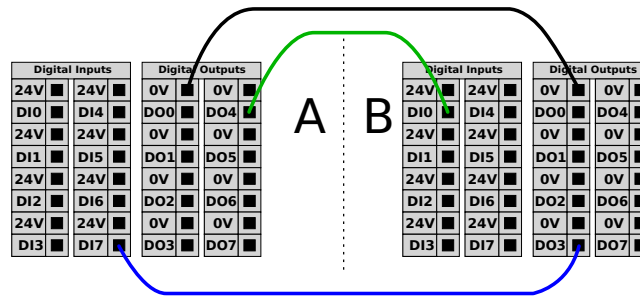 Digital Inputs Digital Outputs Digital Inputs Digital Outputs
24V 24V 0V 0V 24V 24V 0V 0V
DI0 DI4 DO0 DO4 A B DI0 DI4 DO0 DO4
24V 24V 0V 0V 24V 24V 0V 0V
DI1 DI5 DO1 DO5 DI1 DI5 DO1 DO5
24V 24V 0V 0V 24V 24V 0V 0V
DI2 DI6 DO2 DO6 DI2 DI6 DO2 DO6
24V 24V 0V 0V 24V 24V 0V 0V
DI3 DI7 DO3 DO7 DI3 DI7 DO3 DO7